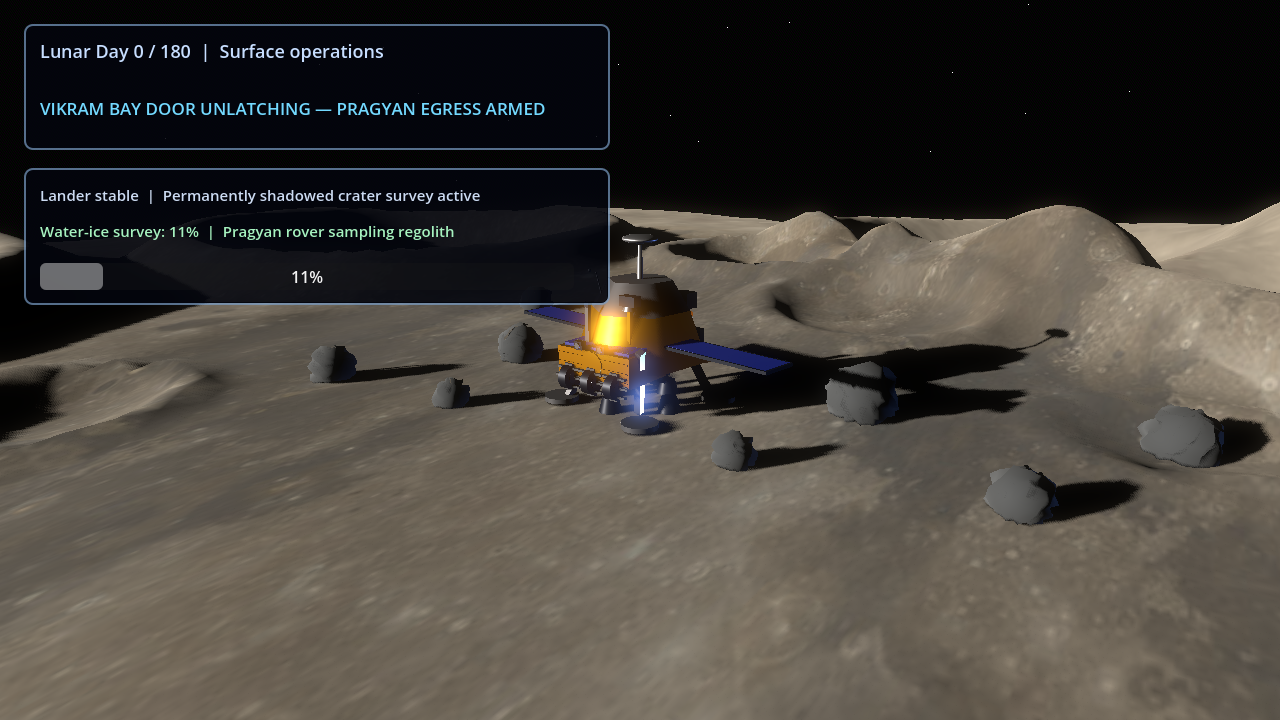 Lunar Day 0 / 180 | Surface operations
VIKRAM BAY DOOR UNLATCHING — PRAGYAN EGRESS ARMED
Lander stable | Permanently shadowed crater survey active
Water-ice survey: 11% | Pragyan rover sampling regolith
11%